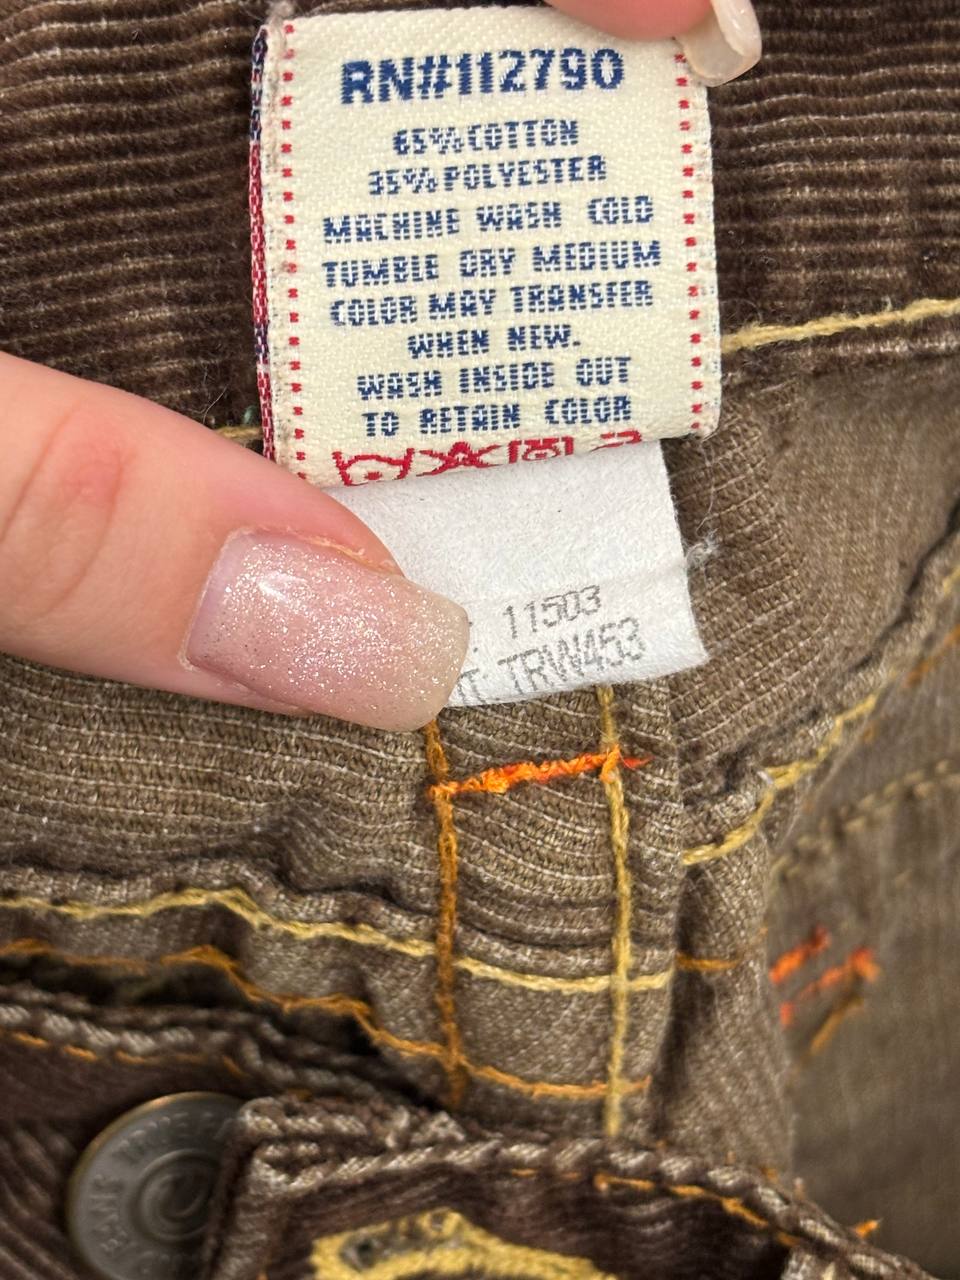 RN#112790
65% COTTON
35% POLYESTER
MACHINE WASH COLD
TUMBLE DRY MEDIUM
COLOR MAY TRANSFER
WHEN NEW.
WASH INSIDE OUT
TO RETAIN COLOR
11503
TRW453
JEANS